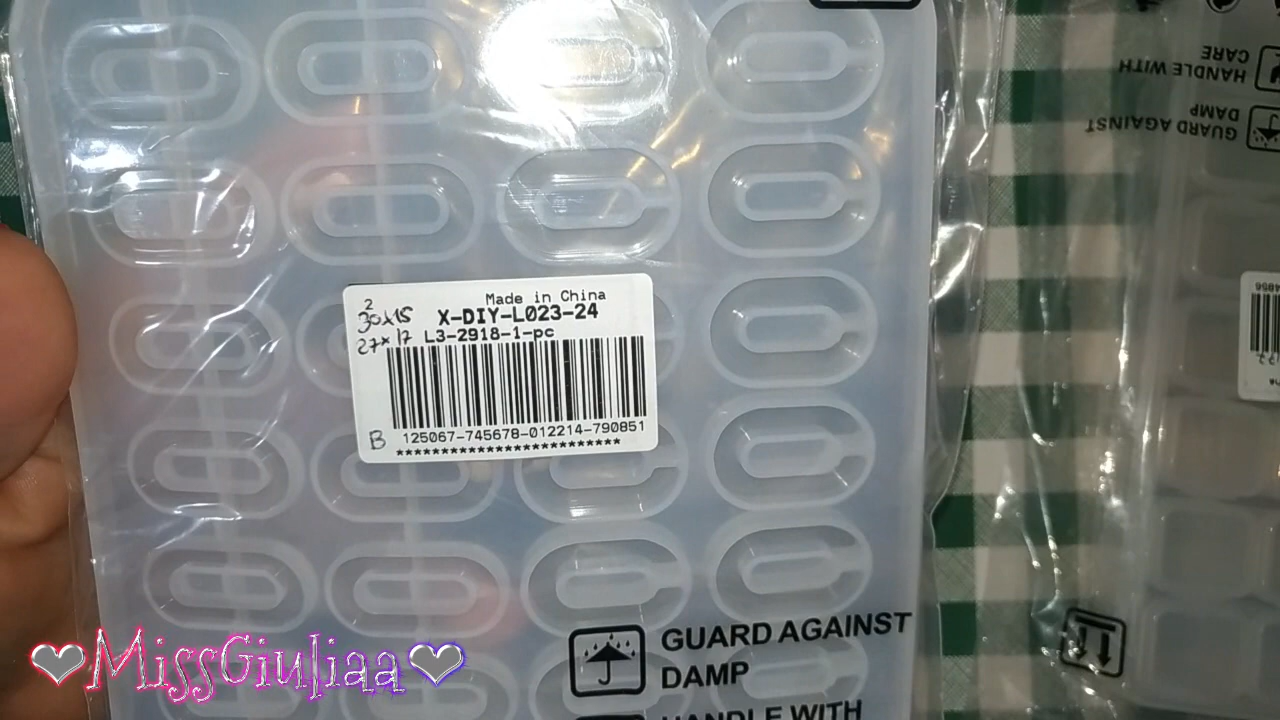 Made in China
2
30x15
X-DIY-L023-24
27x17
L3-2918-1-pc
B
125067-745678-012214-790851
************************
GUARD AGAINST
DAMP
HANDLE WITH
HANDLE WITH
CARE
GUARD AGAINST
DAMP
4856
❤MissGiuliaa❤